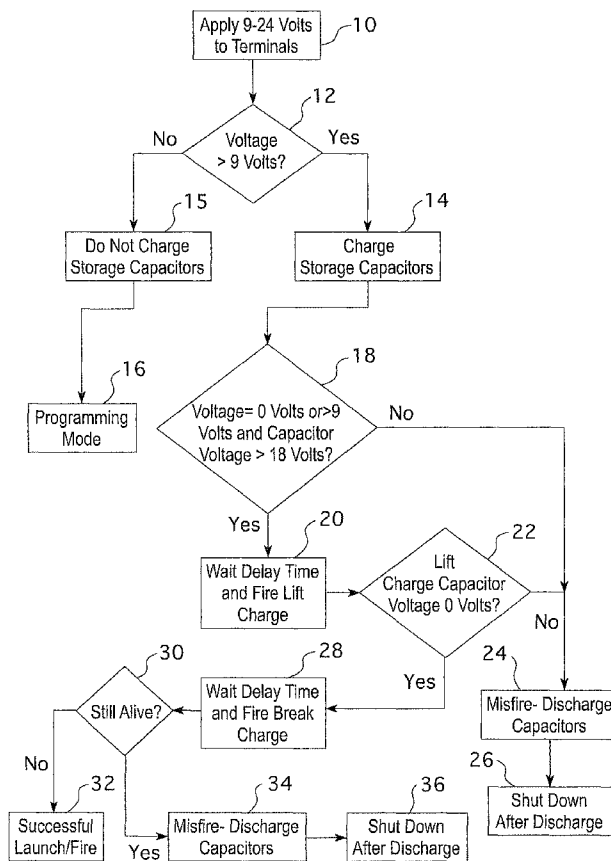 Apply 9-24 Volts
to Terminals
10
12
Voltage
> 9 Volts?
No
Yes
15
Do Not Charge
Storage Capacitors
14
Charge
Storage Capacitors
16
Programming
Mode
18
Voltage= 0 Volts or>9
Volts and Capacitor
Voltage > 18 Volts?
No
Yes
20
Wait Delay Time
and Fire Lift
Charge
22
Lift
Charge Capacitor
Voltage 0 Volts?
No
Yes
24
Misfire- Discharge
Capacitors
26
Shut Down
After Discharge
28
Wait Delay Time
and Fire Break
Charge
30
Still Alive?
No
Yes
32
Successful
Launch/Fire
34
Misfire- Discharge
Capacitors
36
Shut Down
After Discharge